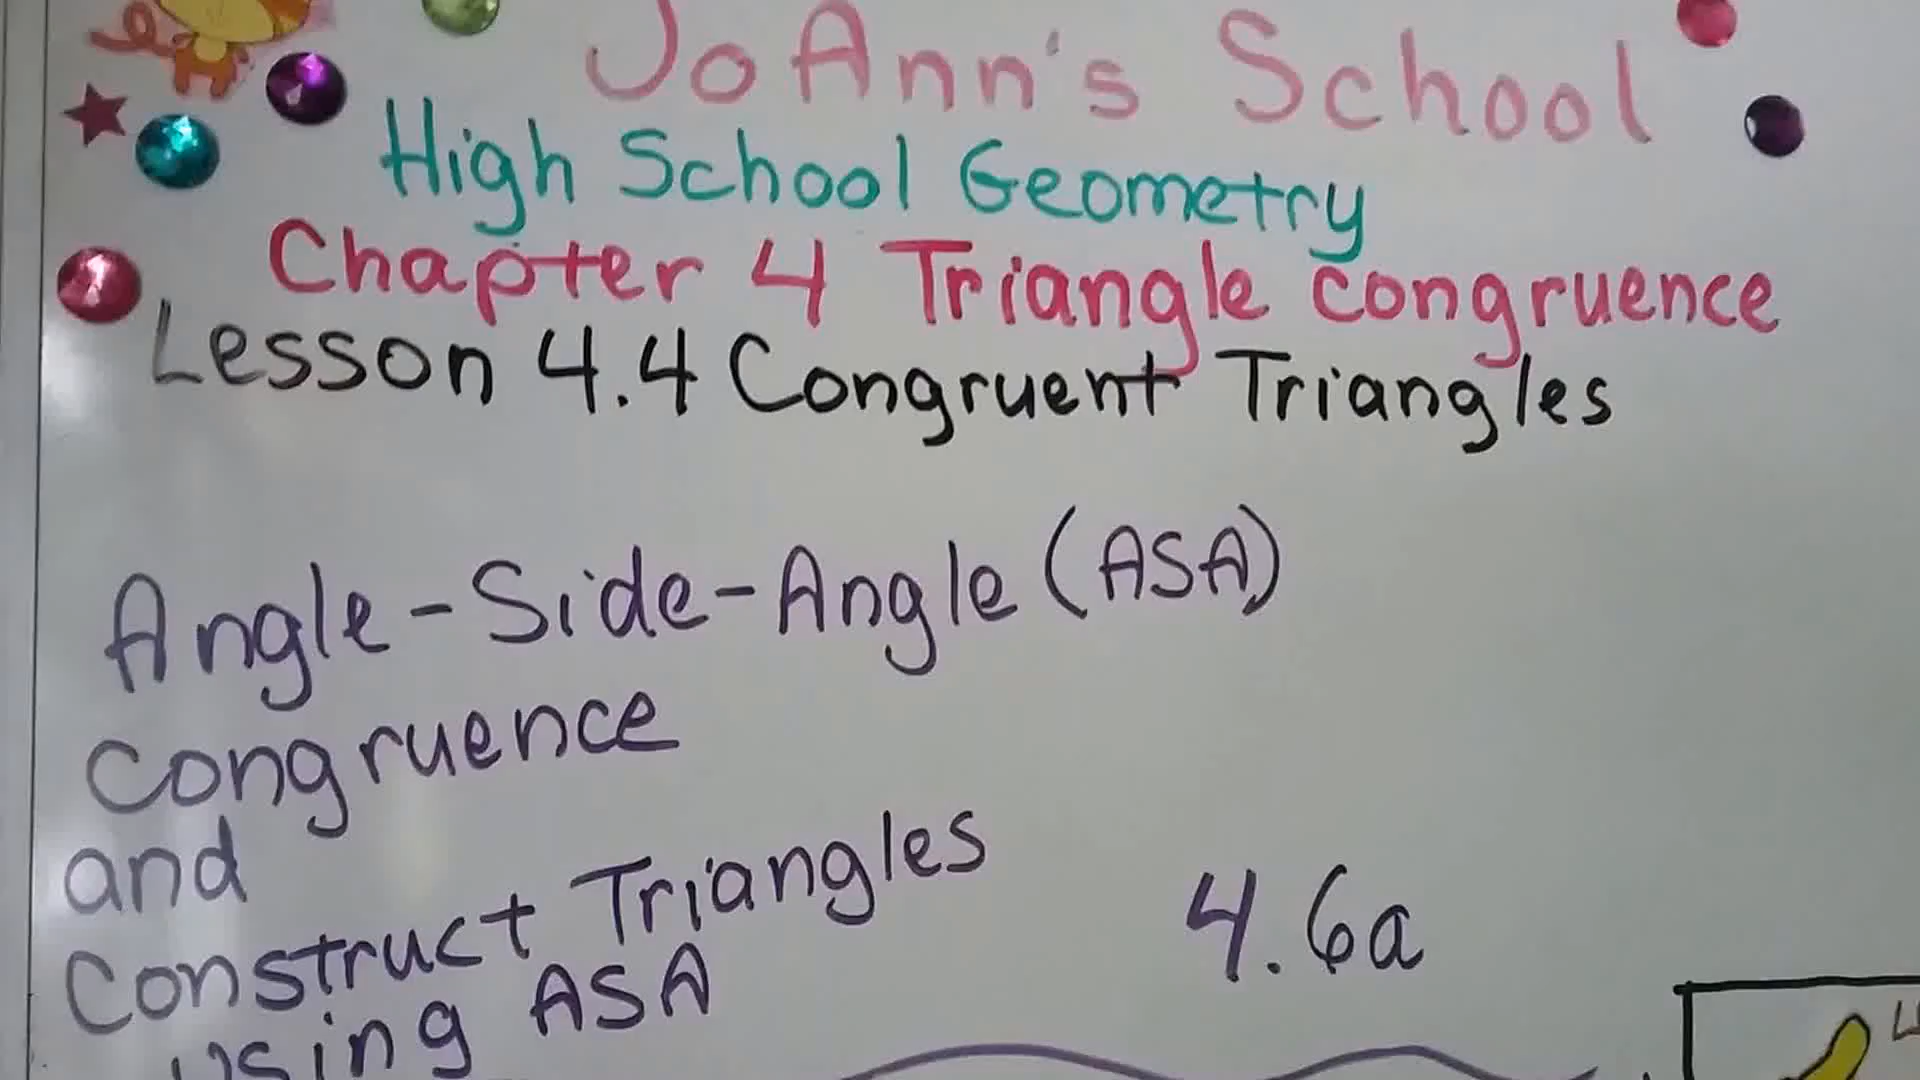 JoAnn's School
High School Geometry
Chapter 4 Triangle congruence
Lesson 4.4 Congruent Triangles
Angle-Side-Angle (ASA)
congruence
and
Construct Triangles
using ASA
4.6a